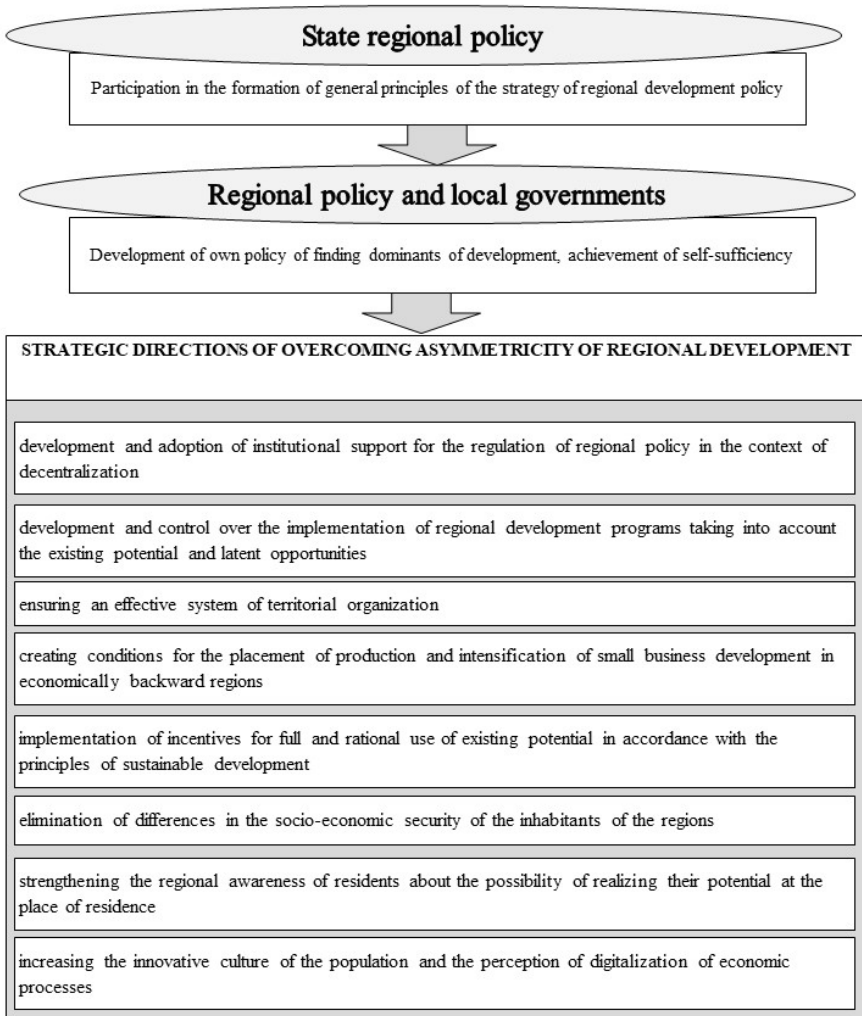 State regional policy
Participation in the formation of general principles of the strategy of regional development policy
Regional policy and local governments
Development of own policy of finding dominants of development, achievement of self-sufficiency
STRATEGIC DIRECTIONS OF OVERCOMING ASYMMETRICITY OF REGIONAL DEVELOPMENT
development and adoption of institutional support for the regulation of regional policy in the context of
decentralization
development and control over the implementation of regional development programs taking into account
the existing potential and latent opportunities
ensuring an effective system of territorial organization
creating conditions for the placement of production and intensification of small business development in
economically backward regions
implementation of incentives for full and rational use of existing potential in accordance with the
principles of sustainable development
elimination of differences in the socio-economic security of the inhabitants of the regions
strengthening the regional awareness of residents about the possibility of realizing their potential at the
place of residence
increasing the innovative culture of the population and the perception of digitalization of economic
processes